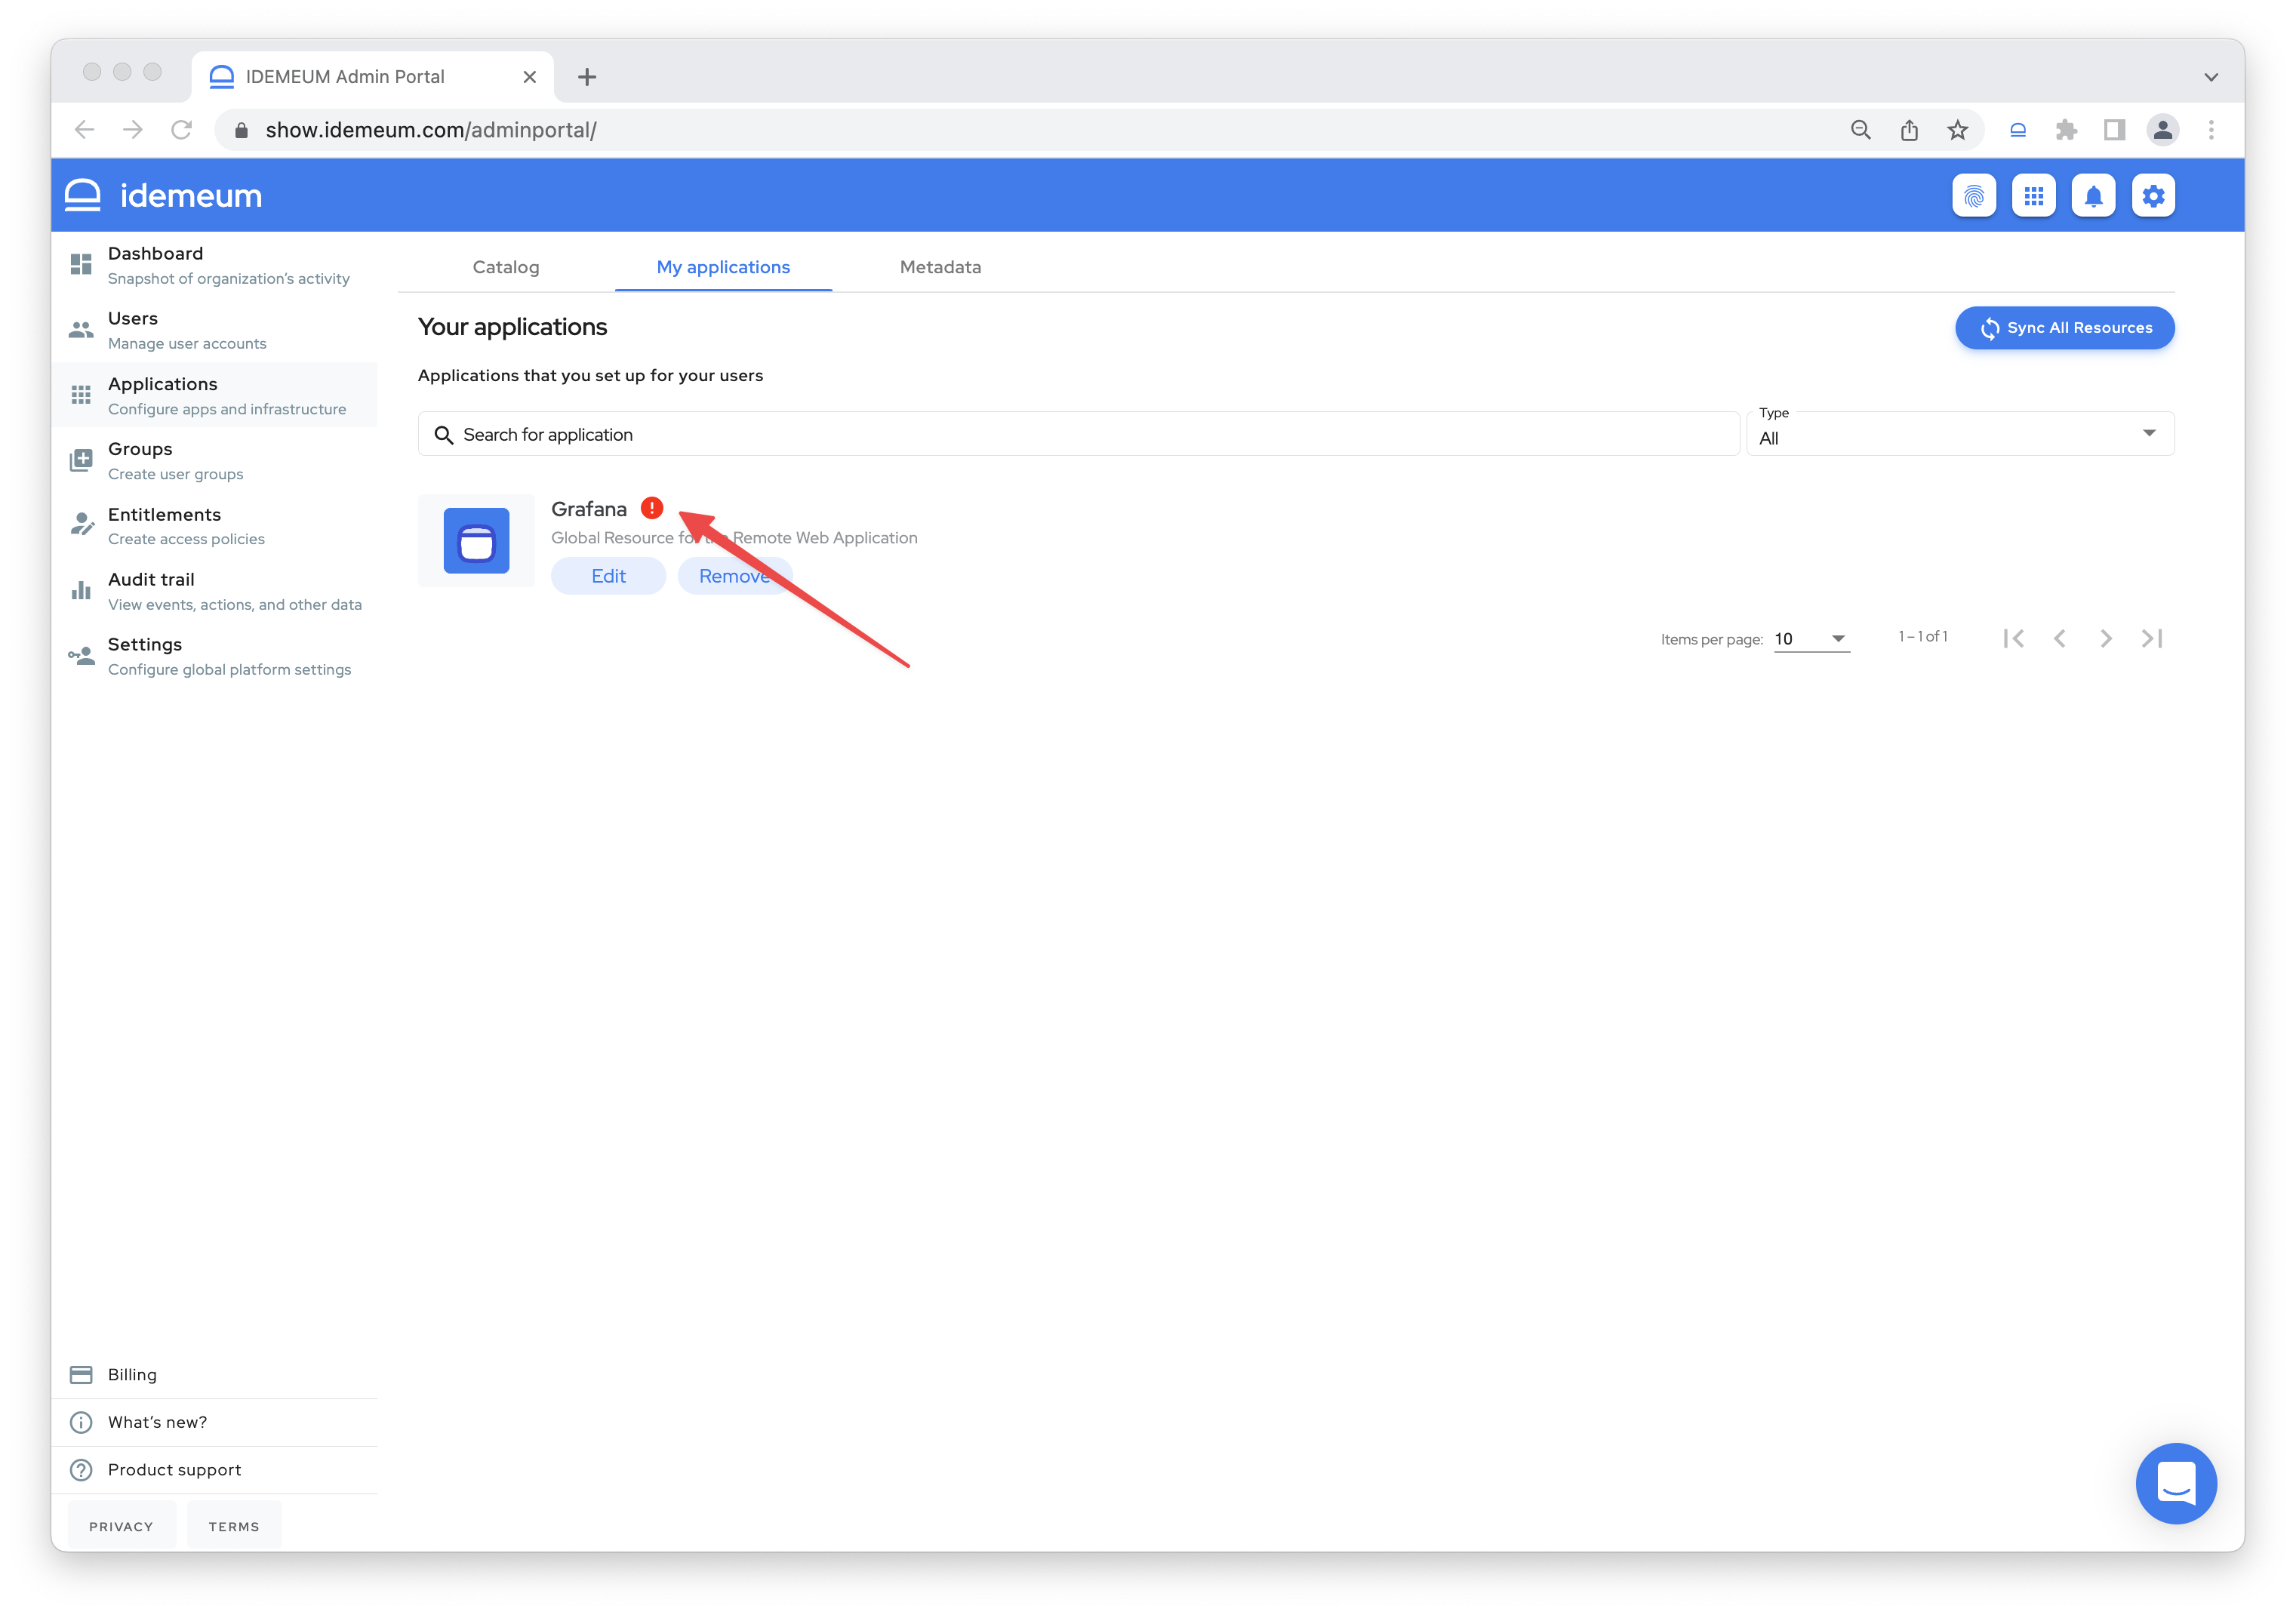 IDEMEUM Admin Portal
show.idemeum.com/adminportal/
idemeum
Dashboard
Snapshot of organization's activity
Users
Manage user accounts
Applications
Configure apps and infrastructure
Groups
Create user groups
Entitlements
Create access policies
Audit trail
View events, actions, and other data
Settings
Configure global platform settings
Catalog My applications Metadata
Your applications
Sync All Resources
Applications that you set up for your users
Search for application
Type
All
Grafana
Global Resource for the Remote Web Application
Edit Remove
Items per page: 10 1 – 1 of 1
Billing
What's new?
Product support
PRIVACY TERMS